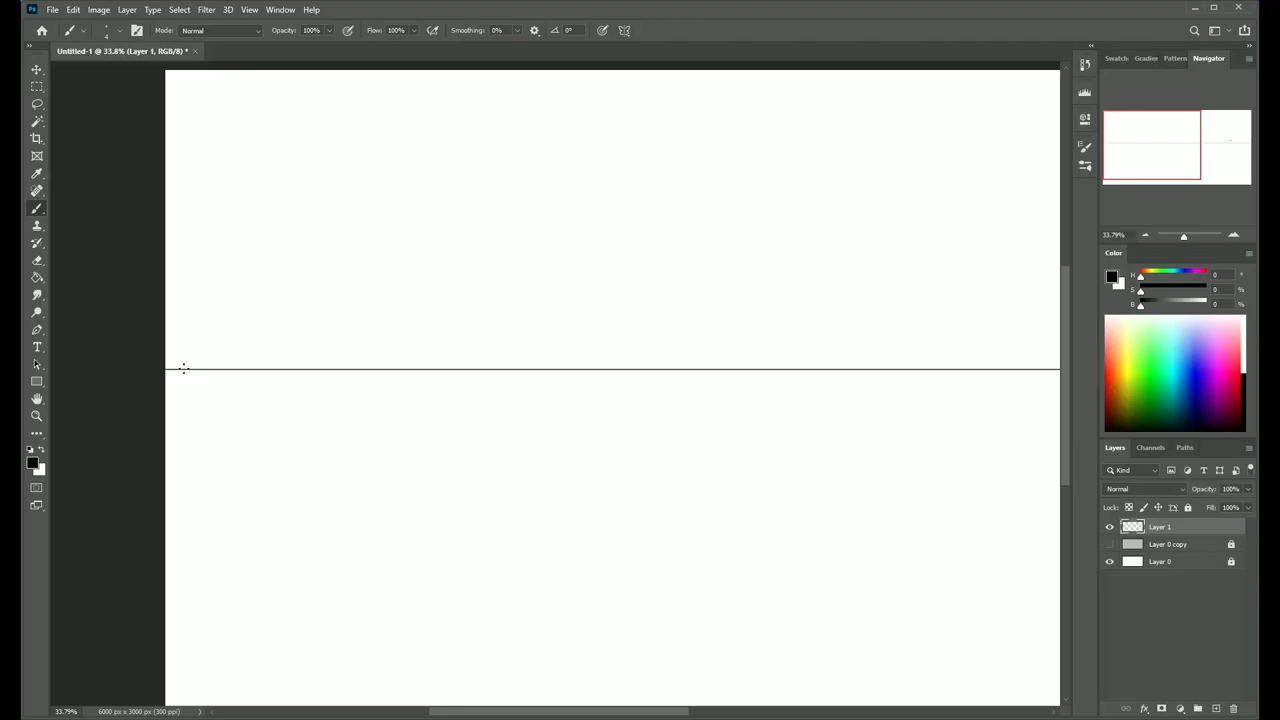 Ps File Edit Image Layer Type Select Filter 3D View Window Help
4 Mode: Normal Opacity: 100% Flow: 100% Smoothing: 0% 0°
Untitled-1 @ 33.8% (Layer 1, RGB/8) * ×
Swatch Gradier Pattern Navigator
33.79%
Color
H 0 °
S 0 %
B 0 %
Layers Channels Paths
Kind
Normal Opacity: 100%
Lock: Fill: 100%
Layer 1
Layer 0 copy
Layer 0
33.79% 6000 px x 3000 px (300 ppi)